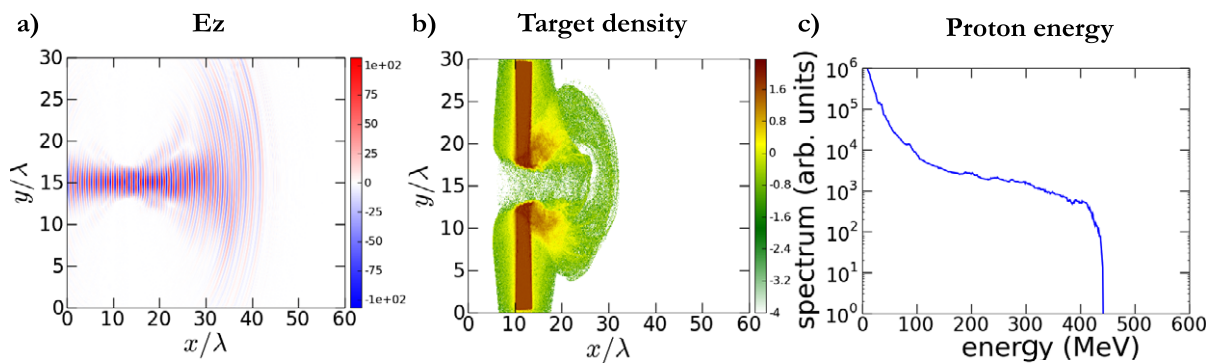 a) Ez
30
25
20
15
10
5
0
y/λ
0 10 20 30 40 50 60
x/λ
1e+02
75
50
25
0
-25
-50
-75
-1e+02
b) Target density
30
25
20
15
10
5
0
y/λ
0 10 20 30 40 50 60
x/λ
1.6
0.8
0
-0.8
-1.6
-2.4
-3.2
-4
c) Proton energy
10^6
10^5
10^4
10^3
10^2
10^1
10^0
spectrum (arb. units)
0 100 200 300 400 500 600
energy (MeV)